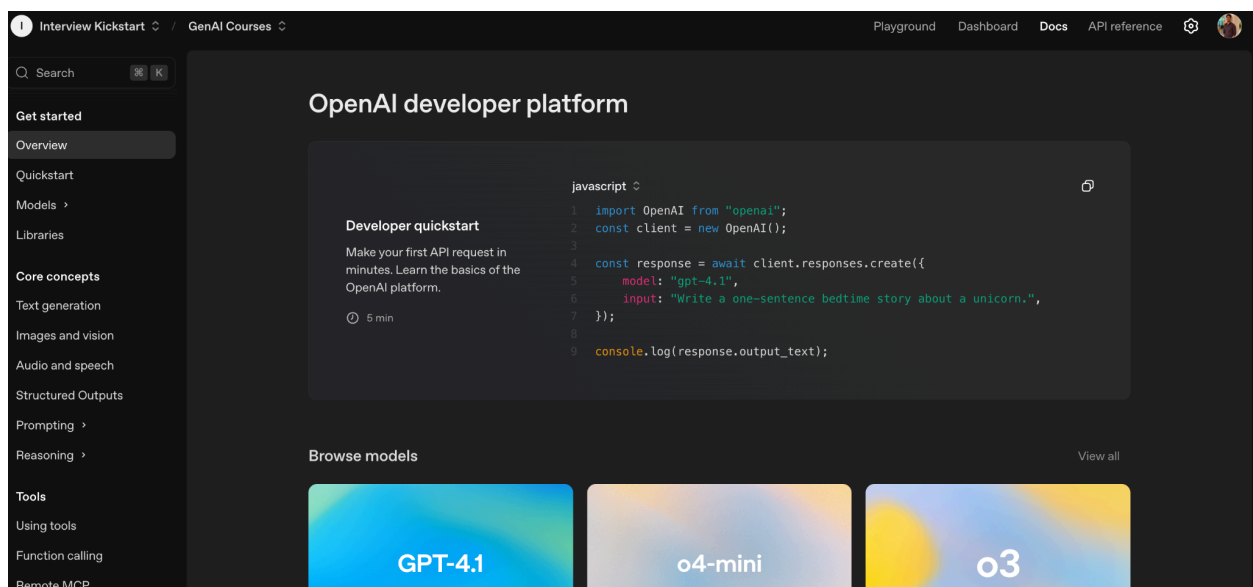 I Interview Kickstart / GenAI Courses
Playground Dashboard Docs API reference
Search ⌘ K
Get started
Overview
Quickstart
Models
Libraries
Core concepts
Text generation
Images and vision
Audio and speech
Structured Outputs
Prompting
Reasoning
Tools
Using tools
Function calling
Remote MCP
OpenAI developer platform
Developer quickstart
Make your first API request in
minutes. Learn the basics of the
OpenAI platform.
5 min
javascript
1 import OpenAI from "openai";
2 const client = new OpenAI();
3
4 const response = await client.responses.create({
5     model: "gpt-4.1",
6     input: "Write a one-sentence bedtime story about a unicorn.",
7 });
8
9 console.log(response.output_text);
Browse models
View all
GPT-4.1
o4-mini
o3